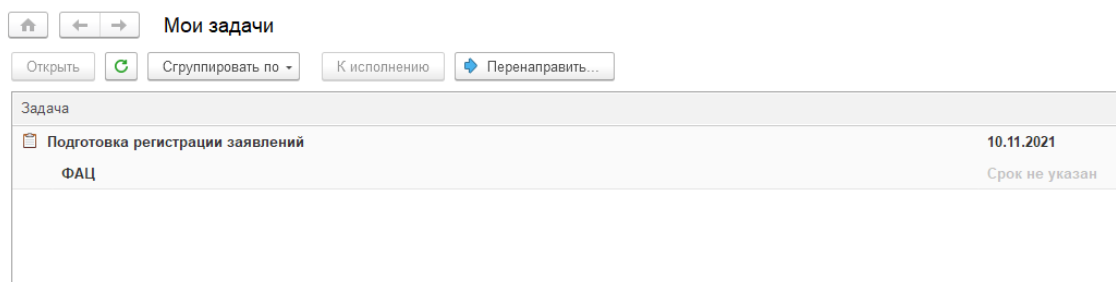 Мои задачи
Открыть Сгруппировать по К исполнению Перенаправить...
Задача
Подготовка регистрации заявлений 10.11.2021
ФАЦ Срок не указан